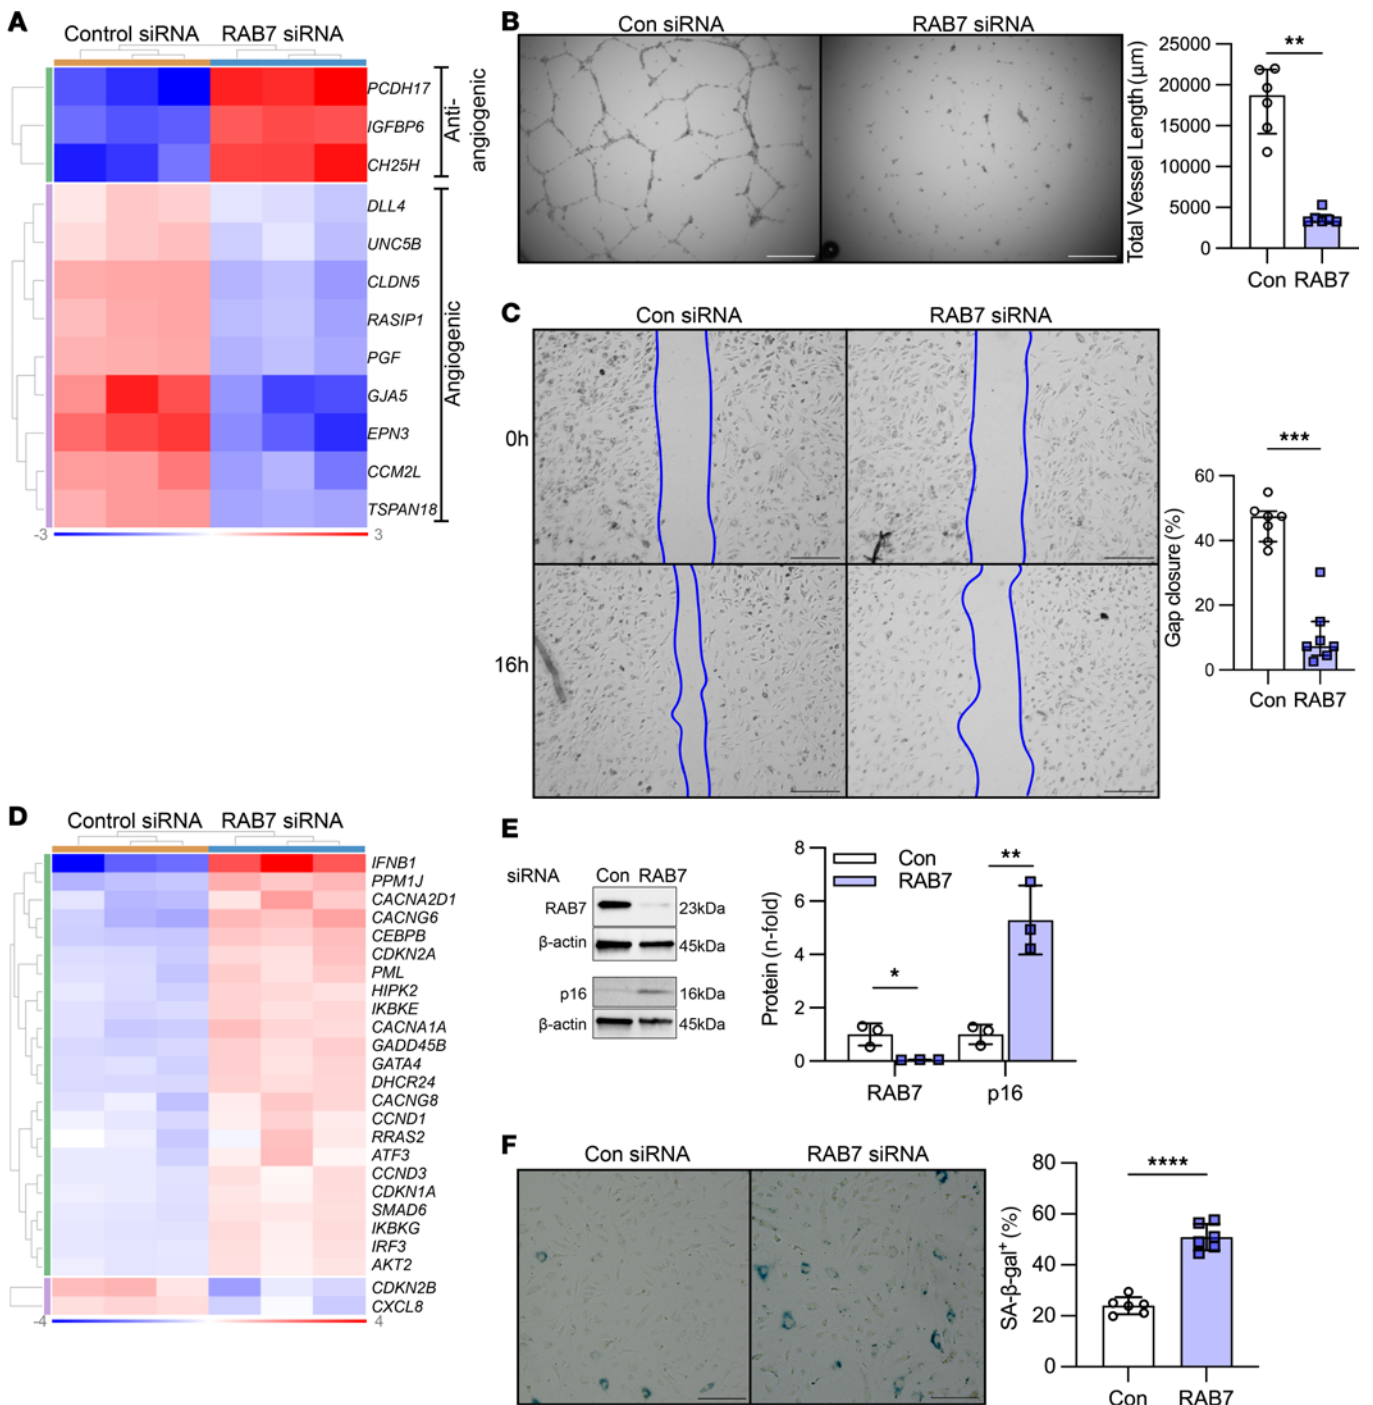 A
Control siRNA RAB7 siRNA
PCDH17
IGFBP6
CH25H
Anti-
angiogenic
DLL4
UNC5B
CLDN5
RASIP1
PGF
GJA5
EPN3
CCM2L
TSPAN18
Angiogenic
-3 3
B
Con siRNA RAB7 siRNA
Total Vessel Length (μm)
25000
20000
15000
10000
5000
0
**
Con RAB7
C
Con siRNA RAB7 siRNA
0h
16h
Gap closure (%)
60
40
20
0
***
Con RAB7
D
Control siRNA RAB7 siRNA
IFNB1
PPM1J
CACNA2D1
CACNG6
CEBPB
CDKN2A
PML
HIPK2
IKBKE
CACNA1A
GADD45B
GATA4
DHCR24
CACNG8
CCND1
RRAS2
ATF3
CCND3
CDKN1A
SMAD6
IKBKG
IRF3
AKT2
CDKN2B
CXCL8
-4 4
E
siRNA Con RAB7
RAB7 23kDa
β-actin 45kDa
p16 16kDa
β-actin 45kDa
Protein (n-fold)
8
6
4
2
0
Con
RAB7
*
**
RAB7 p16
F
Con siRNA RAB7 siRNA
SA-β-gal+ (%)
80
60
40
20
0
****
Con RAB7